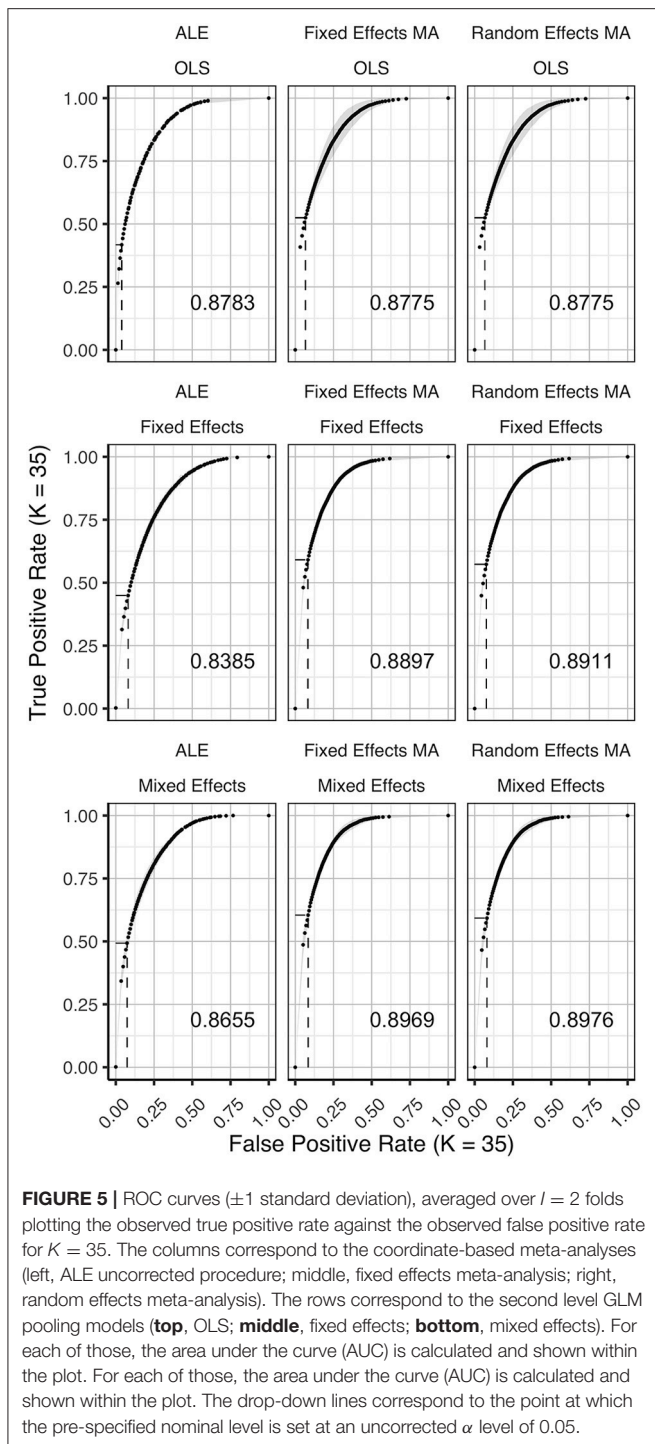 ALE
Fixed Effects MA
Random Effects MA
OLS
OLS
OLS
1.00
0.75
0.50
0.25
0.00
0.8783
0.8775
0.8775
ALE
Fixed Effects MA
Random Effects MA
Fixed Effects
Fixed Effects
Fixed Effects
True Positive Rate (K = 35)
1.00
0.75
0.50
0.25
0.00
0.8385
0.8897
0.8911
ALE
Fixed Effects MA
Random Effects MA
Mixed Effects
Mixed Effects
Mixed Effects
1.00
0.75
0.50
0.25
0.00
0.8655
0.8969
0.8976
0.00
0.25
0.50
0.75
1.00
0.00
0.25
0.50
0.75
1.00
0.00
0.25
0.50
0.75
1.00
False Positive Rate (K = 35)
FIGURE 5 | ROC curves (±1 standard deviation), averaged over I = 2 folds
plotting the observed true positive rate against the observed false positive rate
for K = 35. The columns correspond to the coordinate-based meta-analyses
(left, ALE uncorrected procedure; middle, fixed effects meta-analysis; right,
random effects meta-analysis). The rows correspond to the second level GLM
pooling models (top, OLS; middle, fixed effects; bottom, mixed effects). For
each of those, the area under the curve (AUC) is calculated and shown within
the plot. For each of those, the area under the curve (AUC) is calculated and
shown within the plot. The drop-down lines correspond to the point at which
the pre-specified nominal level is set at an uncorrected α level of 0.05.